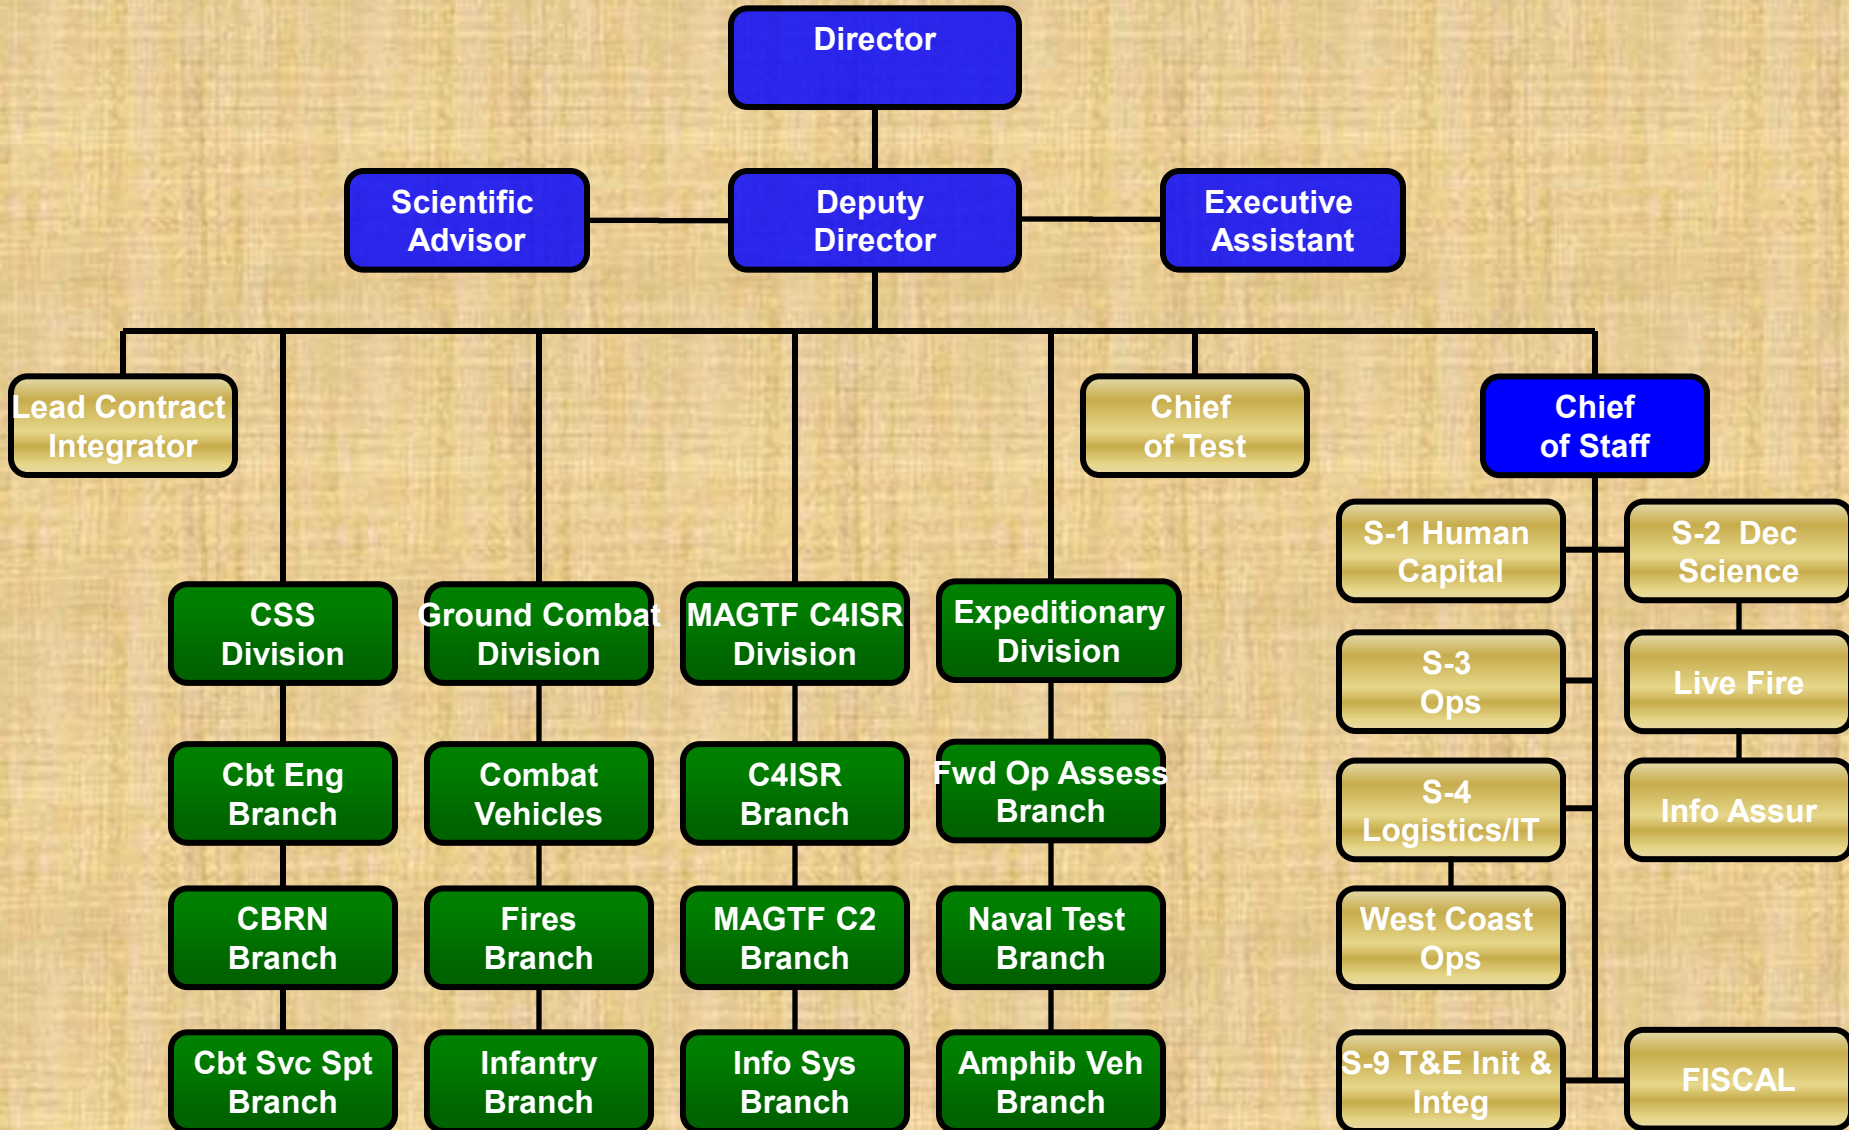 Director
Scientific
Advisor
Deputy
Director
Executive
Assistant
Lead Contract
Integrator
Chief
of Test
Chief
of Staff
S-1 Human
Capital
S-2 Dec
Science
CSS
Division
Ground Combat
Division
MAGTF C4ISR
Division
Expeditionary
Division
S-3
Ops
Live Fire
Cbt Eng
Branch
Combat
Vehicles
C4ISR
Branch
Fwd Op Assess
Branch
S-4
Logistics/IT
Info Assur
CBRN
Branch
Fires
Branch
MAGTF C2
Branch
Naval Test
Branch
West Coast
Ops
Cbt Svc Spt
Branch
Infantry
Branch
Info Sys
Branch
Amphib Veh
Branch
S-9 T&E Init &
Integ
FISCAL